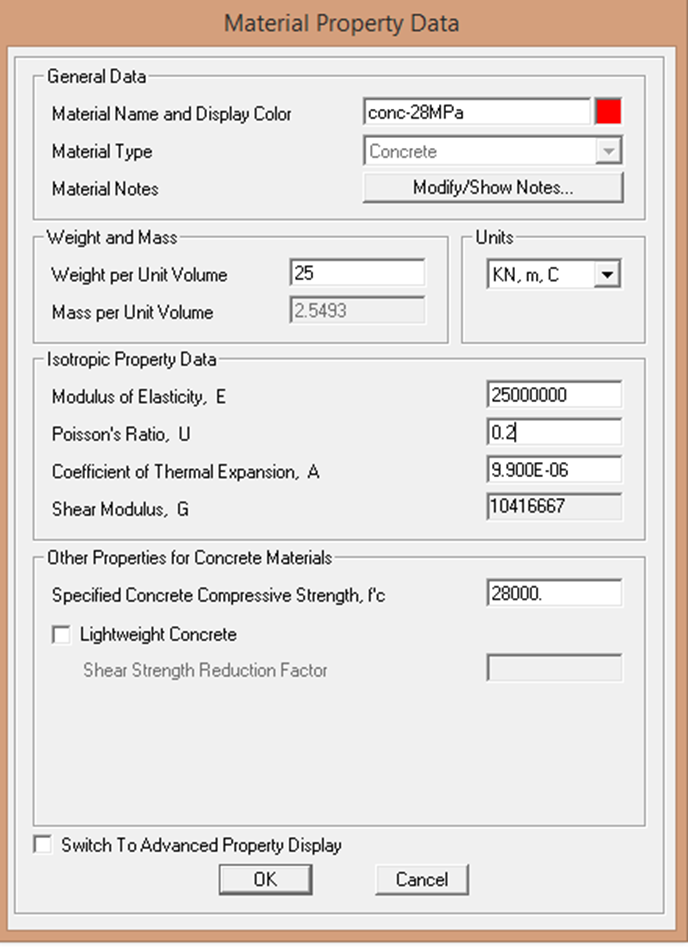 Material Property Data
General Data
Material Name and Display Color conc-28MPa
Material Type Concrete
Material Notes Modify/Show Notes...
Weight and Mass Units
Weight per Unit Volume 25 KN, m, C
Mass per Unit Volume 2.5493
Isotropic Property Data
Modulus of Elasticity, E 25000000
Poisson's Ratio, U 0.2
Coefficient of Thermal Expansion, A 9.900E-06
Shear Modulus, G 10416667
Other Properties for Concrete Materials
Specified Concrete Compressive Strength, f'c 28000.
Lightweight Concrete
Shear Strength Reduction Factor
Switch To Advanced Property Display
OK Cancel